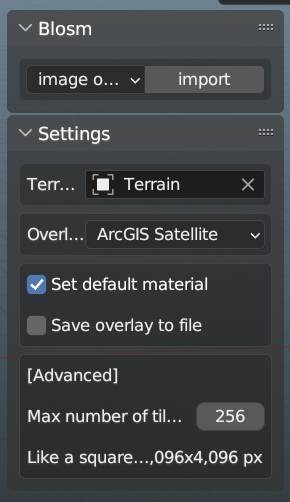 Blosm
image o... import
Settings
Terr... Terrain
Overl... ArcGIS Satellite
Set default material
Save overlay to file
[Advanced]
Max number of til... 256
Like a square...,096x4,096 px